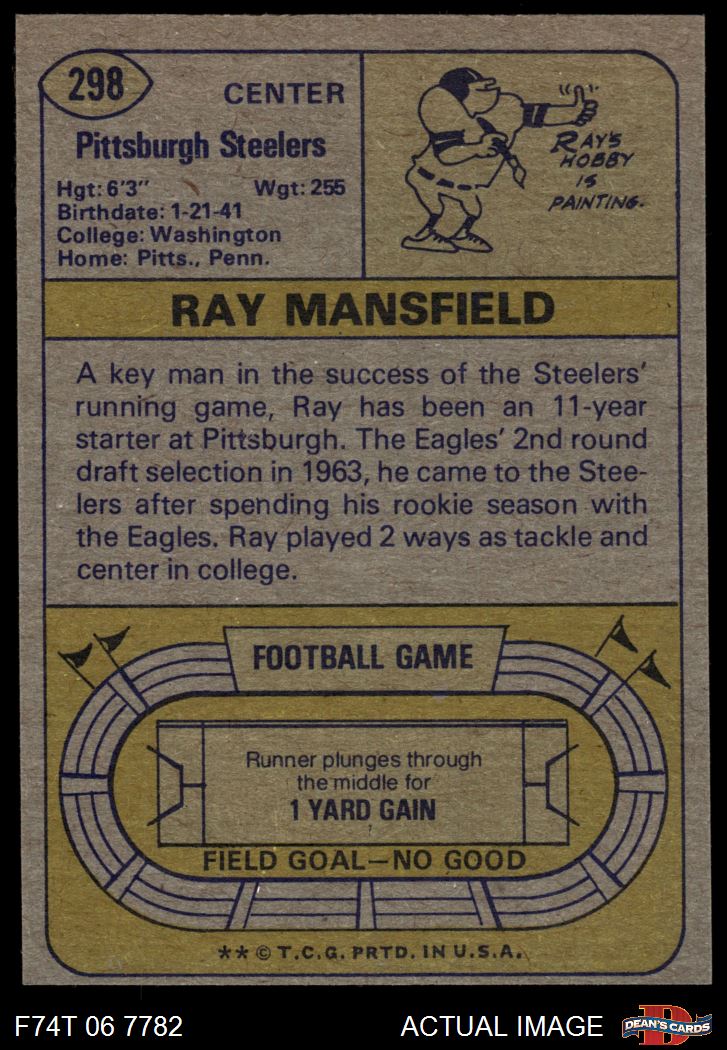 298
CENTER
Pittsburgh Steelers
Hgt: 6'3" Wgt: 255
Birthdate: 1-21-41
College: Washington
Home: Pitts., Penn.
RAY'S
HOBBY
IS
PAINTING.
RAY MANSFIELD
A key man in the success of the Steelers'
running game, Ray has been an 11-year
starter at Pittsburgh. The Eagles' 2nd round
draft selection in 1963, he came to the Stee-
lers after spending his rookie season with
the Eagles. Ray played 2 ways as tackle and
center in college.
FOOTBALL GAME
Runner plunges through
the middle for
1 YARD GAIN
FIELD GOAL—NO GOOD
** © T.C.G. PRTD. IN U.S.A.
F74T 06 7782 ACTUAL IMAGE
DEAN'S CARDS